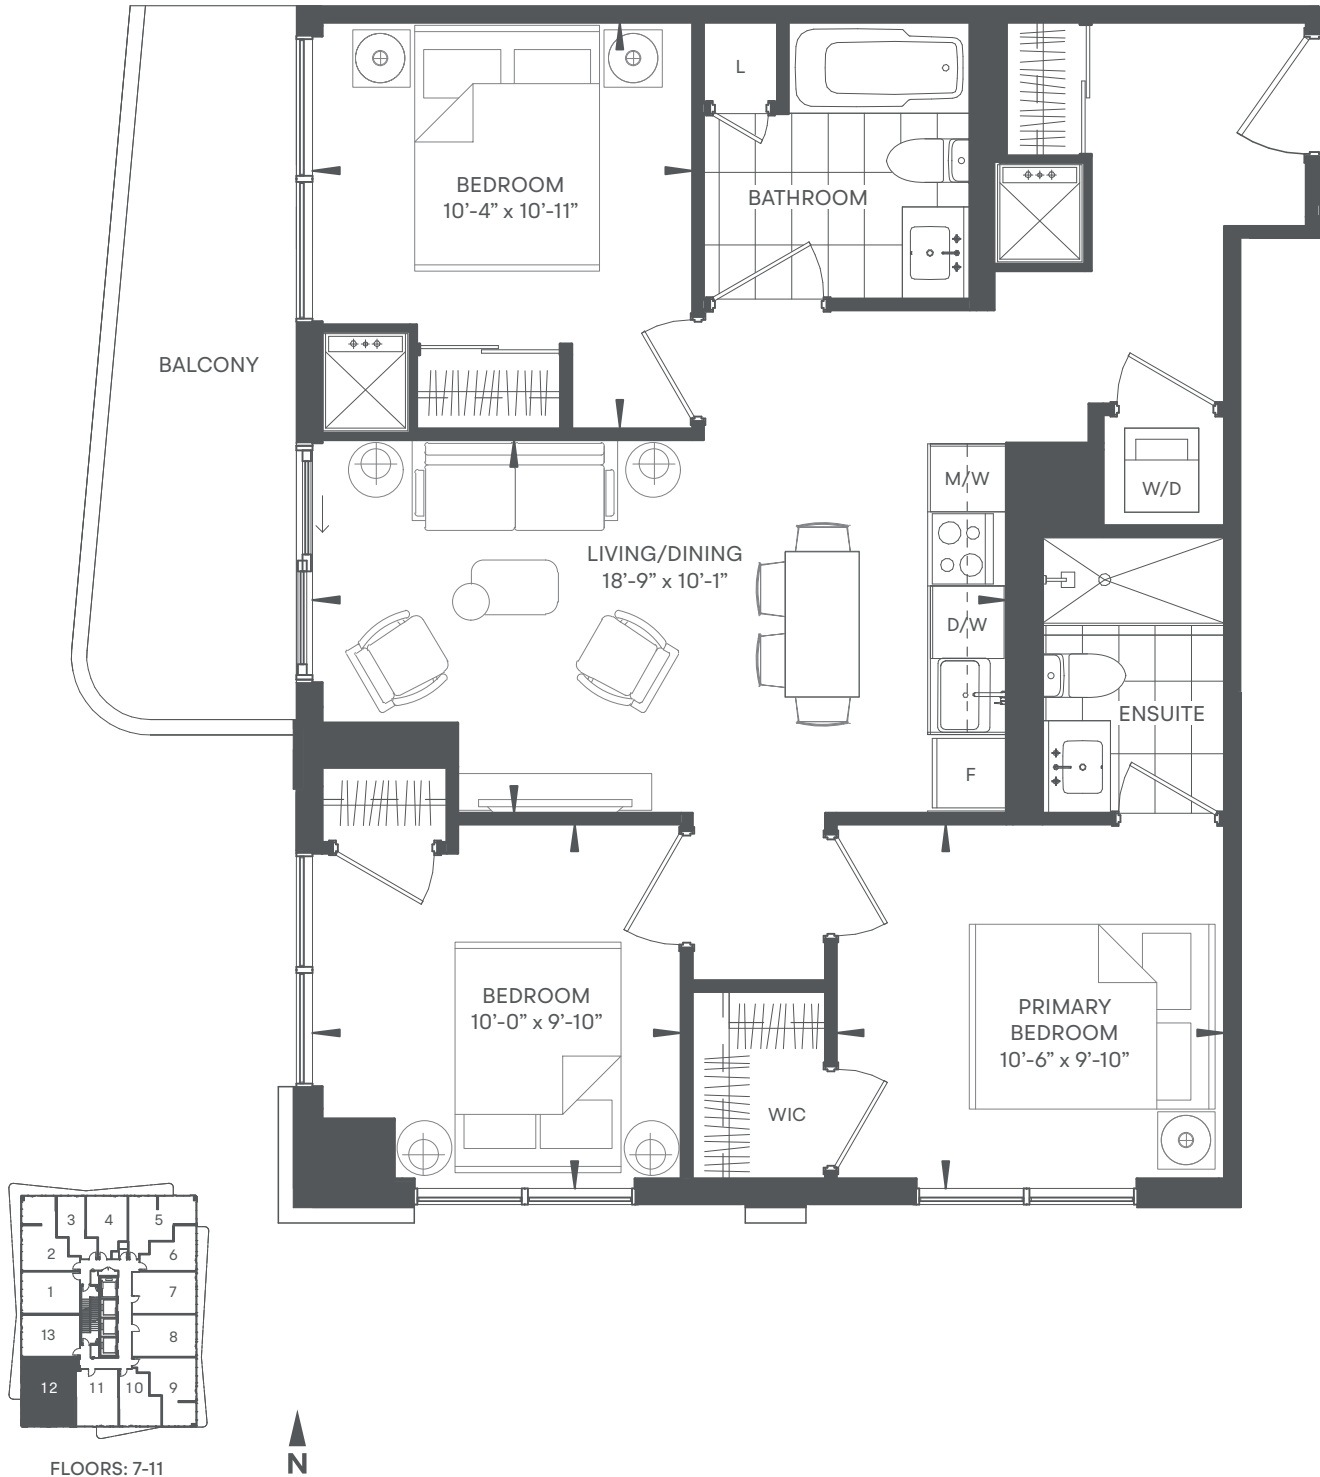 L
BEDROOM
10’-4” x 10’-11”
BATHROOM
BALCONY
M/W
W/D
LIVING/DINING
18’-9” x 10’-1”
D/W
ENSUITE
F
BEDROOM
10’-0” x 9’-10”
PRIMARY
BEDROOM
10’-6” x 9’-10”
WIC
3 4 5
2 6
1 7
13 8
12 11 10 9
FLOORS: 7-11
N